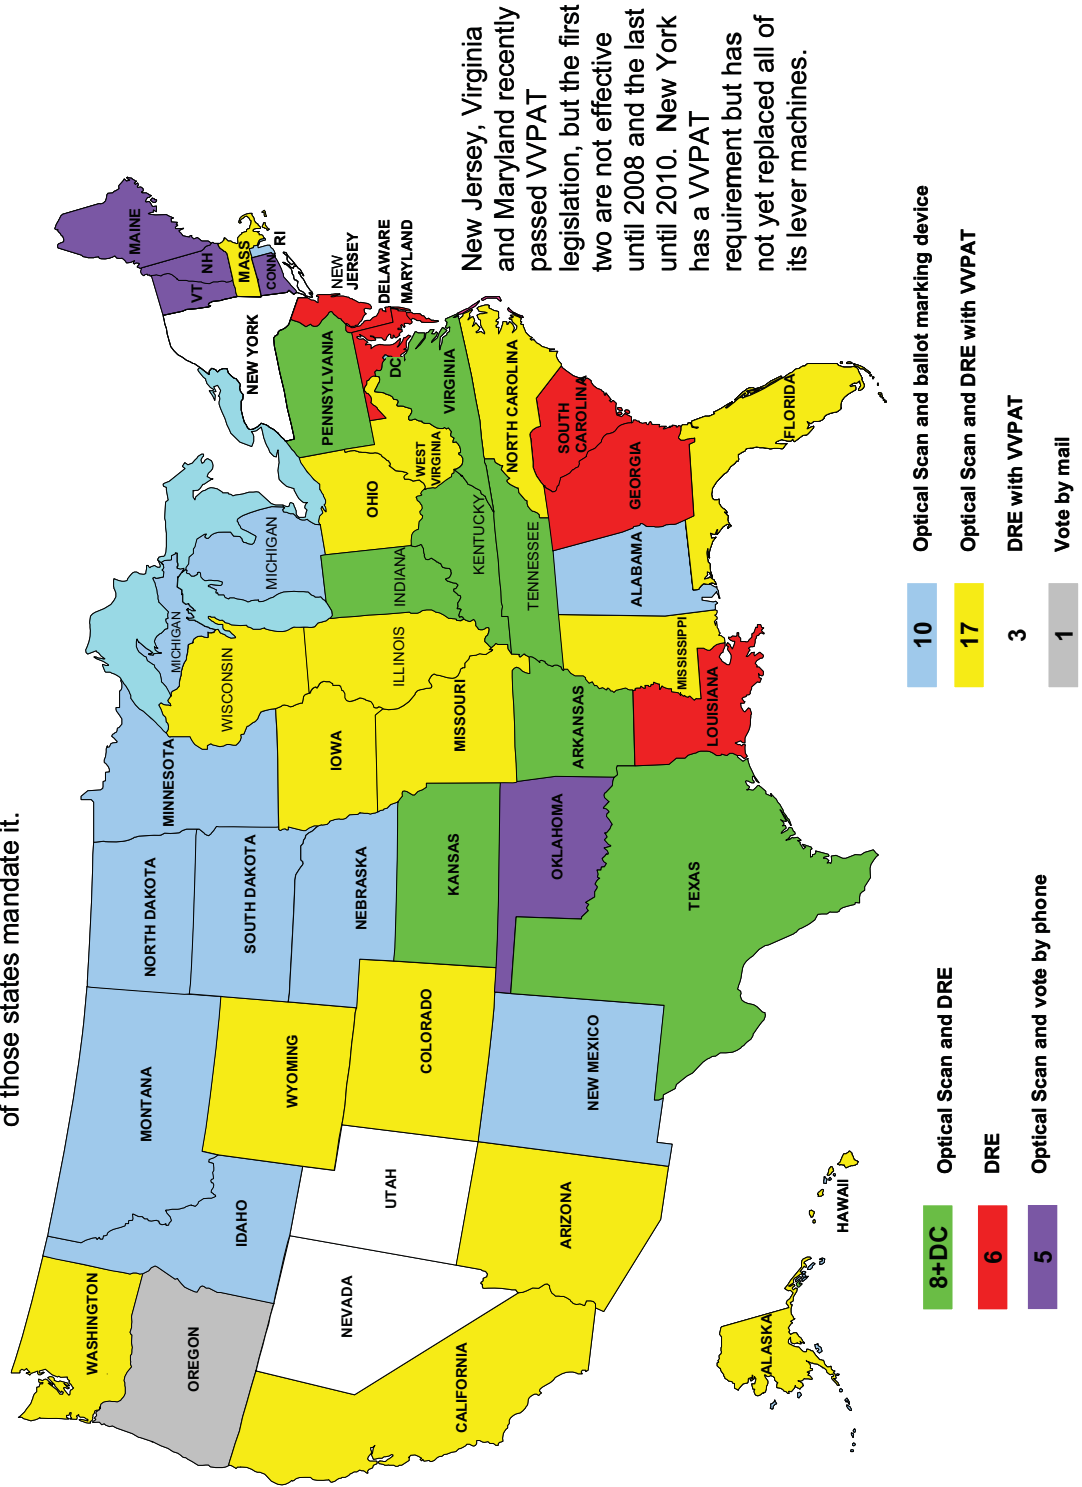 of those states mandate it.
New Jersey, Virginia
and Maryland recently
passed VVPAT
legislation, but the first
two are not effective
until 2008 and the last
until 2010. New York
has a VVPAT
requirement but has
not yet replaced all of
its lever machines.
WASHINGTON
OREGON
CALIFORNIA
NEVADA
IDAHO
MONTANA
WYOMING
UTAH
ARIZONA
COLORADO
NEW MEXICO
NORTH DAKOTA
SOUTH DAKOTA
NEBRASKA
KANSAS
OKLAHOMA
TEXAS
MINNESOTA
IOWA
MISSOURI
ARKANSAS
LOUISIANA
WISCONSIN
ILLINOIS
MICHIGAN
MICHIGAN
INDIANA
OHIO
KENTUCKY
TENNESSEE
MISSISSIPPI
ALABAMA
GEORGIA
FLORIDA
SOUTH
CAROLINA
NORTH CAROLINA
VIRGINIA
WEST
VIRGINIA
DC
PENNSYLVANIA
NEW YORK
VT
NH
MAINE
MASS
CONN
RI
NEW
JERSEY
DELAWARE
MARYLAND
ALASKA
HAWAII
8+DC Optical Scan and DRE
6 DRE
5 Optical Scan and vote by phone
10 Optical Scan and ballot marking device
17 Optical Scan and DRE with VVPAT
3 DRE with VVPAT
1 Vote by mail